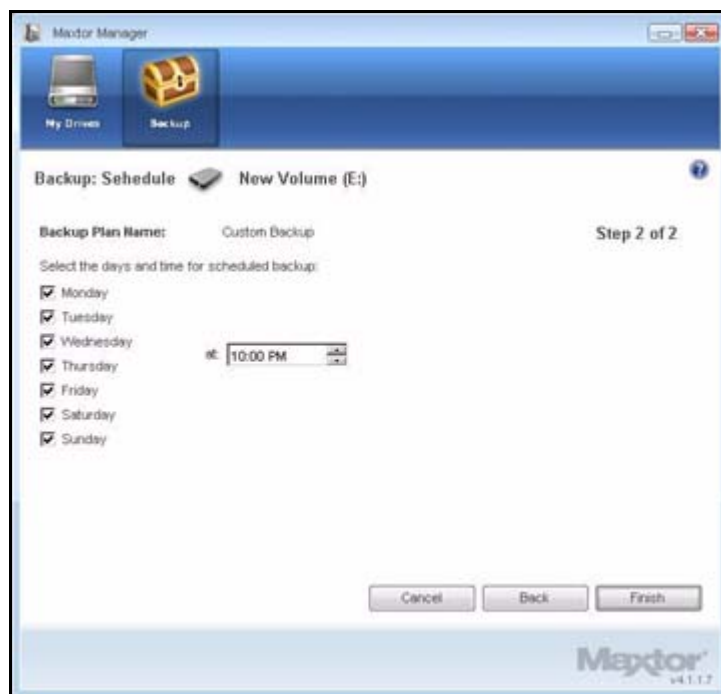 Maxtor Manager
My Drives
Backup
Backup: Sehedule New Volume (E:)
Backup Plan Name: Custom Backup
Step 2 of 2
Select the days and time for scheduled backup:
Monday
Tuesday
Wednesday
at: 10:00 PM
Thursday
Friday
Saturday
Sunday
Cancel
Back
Finish
Maxtor
v4.1.1.7